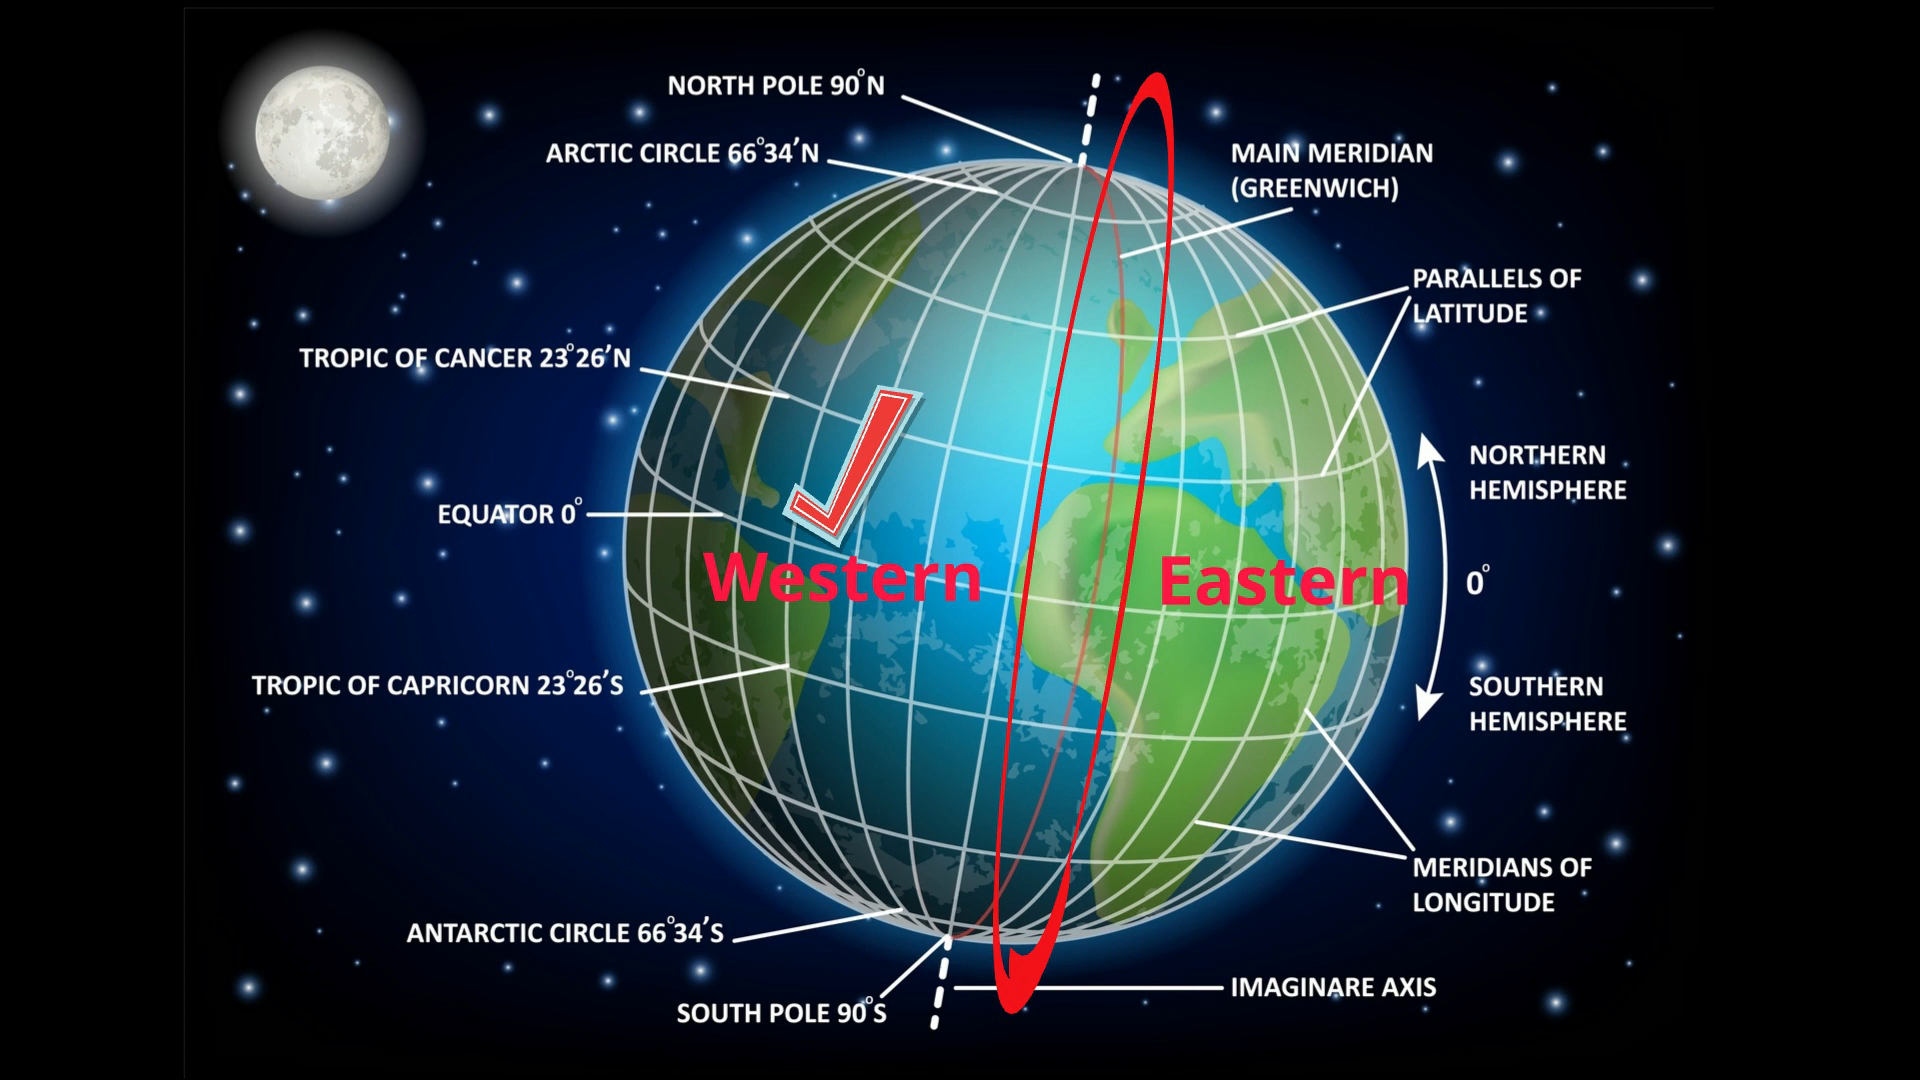 NORTH POLE 90°N
ARCTIC CIRCLE 66°34'N
MAIN MERIDIAN
(GREENWICH)
PARALLELS OF
LATITUDE
TROPIC OF CANCER 23°26'N
NORTHERN
HEMISPHERE
EQUATOR 0°
Western
Eastern
0°
TROPIC OF CAPRICORN 23°26'S
SOUTHERN
HEMISPHERE
MERIDIANS OF
LONGITUDE
ANTARCTIC CIRCLE 66°34'S
IMAGINARE AXIS
SOUTH POLE 90°S